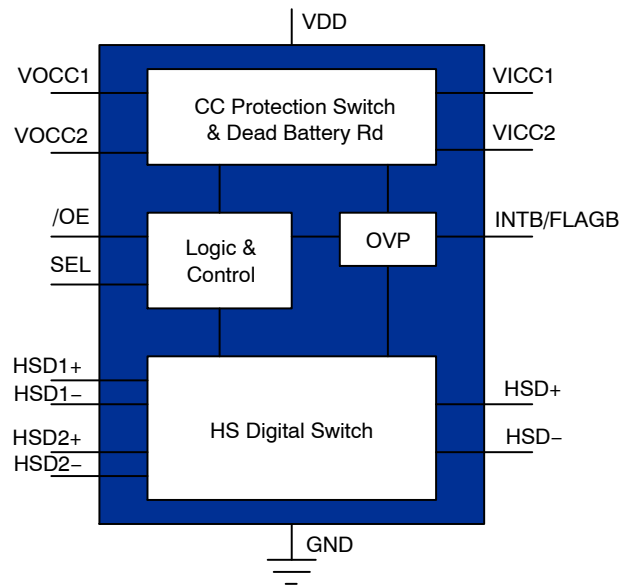 VDD
VOCC1
VICC1
CC Protection Switch
& Dead Battery Rd
VOCC2
VICC2
/OE
Logic &
Control
OVP
INTB/FLAGB
SEL
HSD1+
HSD1−
HS Digital Switch
HSD+
HSD2+
HSD−
HSD2−
GND